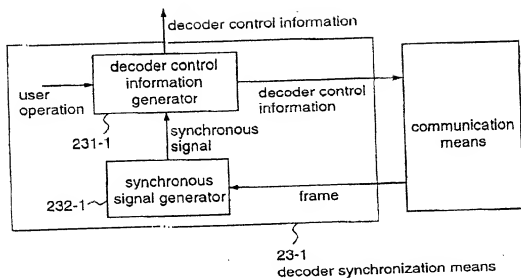 decoder control information
decoder control
information
generator
user
operation
decoder control
information
231-1
synchronous
signal
communication
means
synchronous
signal generator
232-1
frame
23-1
decoder synchronization means